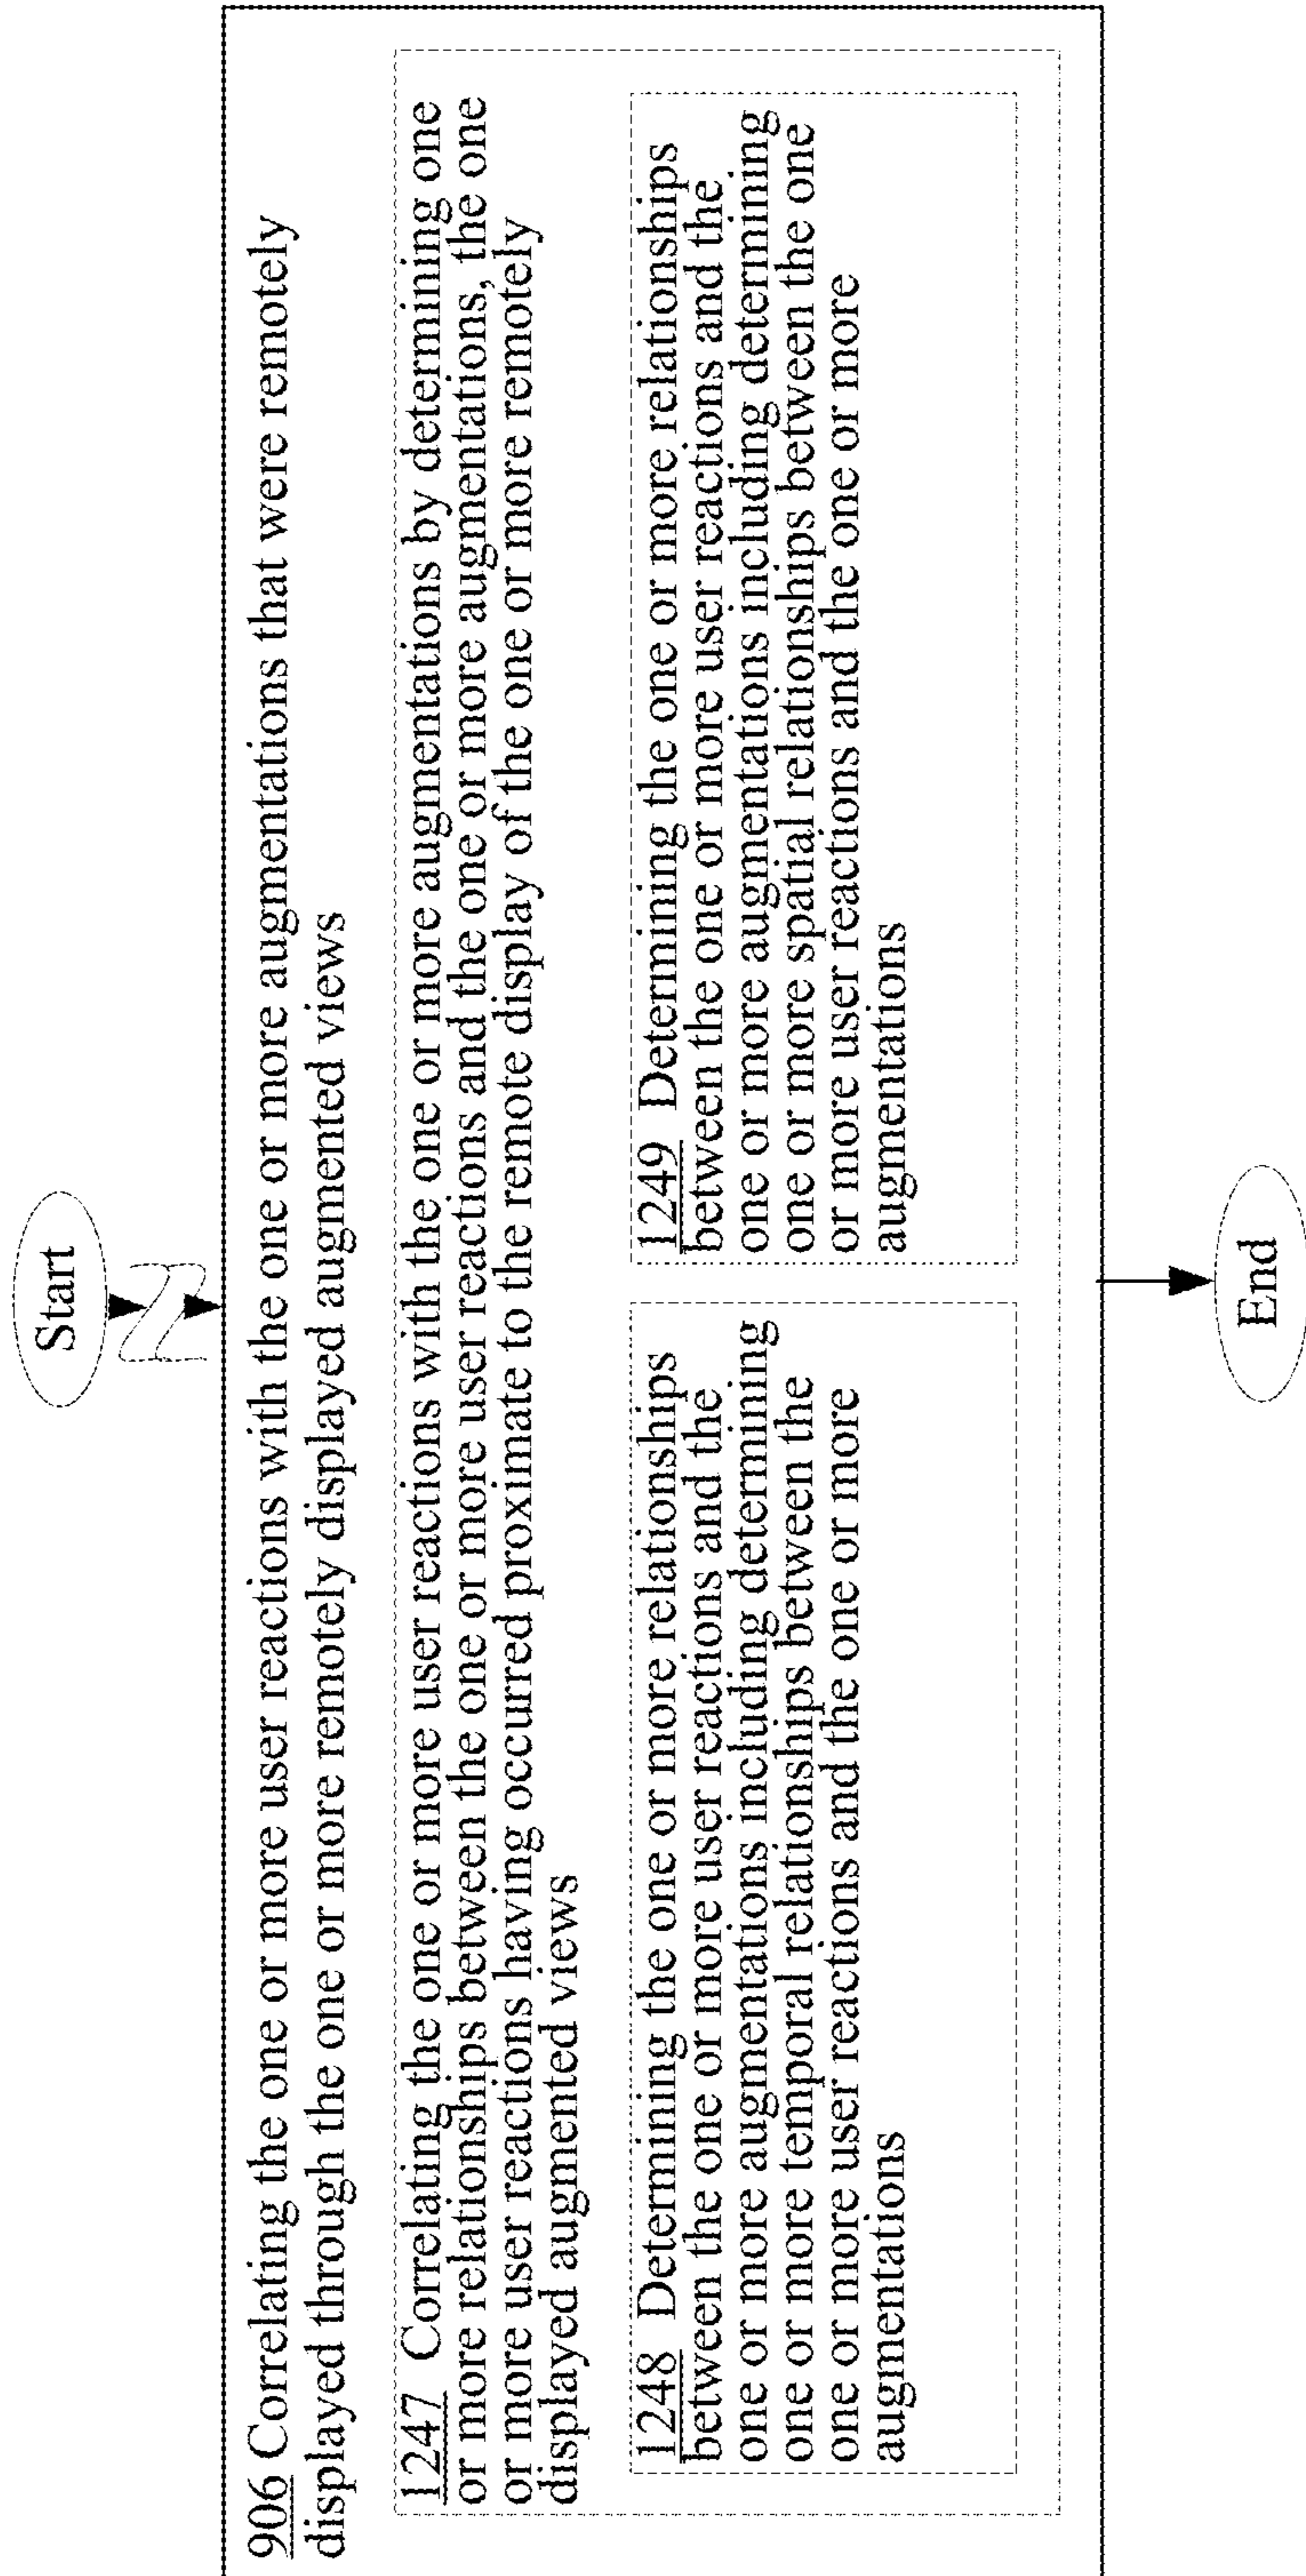 Start
906 Correlating the one or more user reactions with the one or more augmentations that were remotely
displayed through the one or more remotely displayed augmented views
1247 Correlating the one or more user reactions with the one or more augmentations by determining one
or more relationships between the one or more user reactions and the one or more augmentations, the one
or more user reactions having occurred proximate to the remote display of the one or more remotely
displayed augmented views
1248 Determining the one or more relationships
between the one or more user reactions and the
one or more augmentations including determining
one or more temporal relationships between the
one or more user reactions and the one or more
augmentations
1249 Determining the one or more relationships
between the one or more user reactions and the
one or more augmentations include determining
one or more spatial relationships between the one
or more user reactions and the one or more
augmentations
End